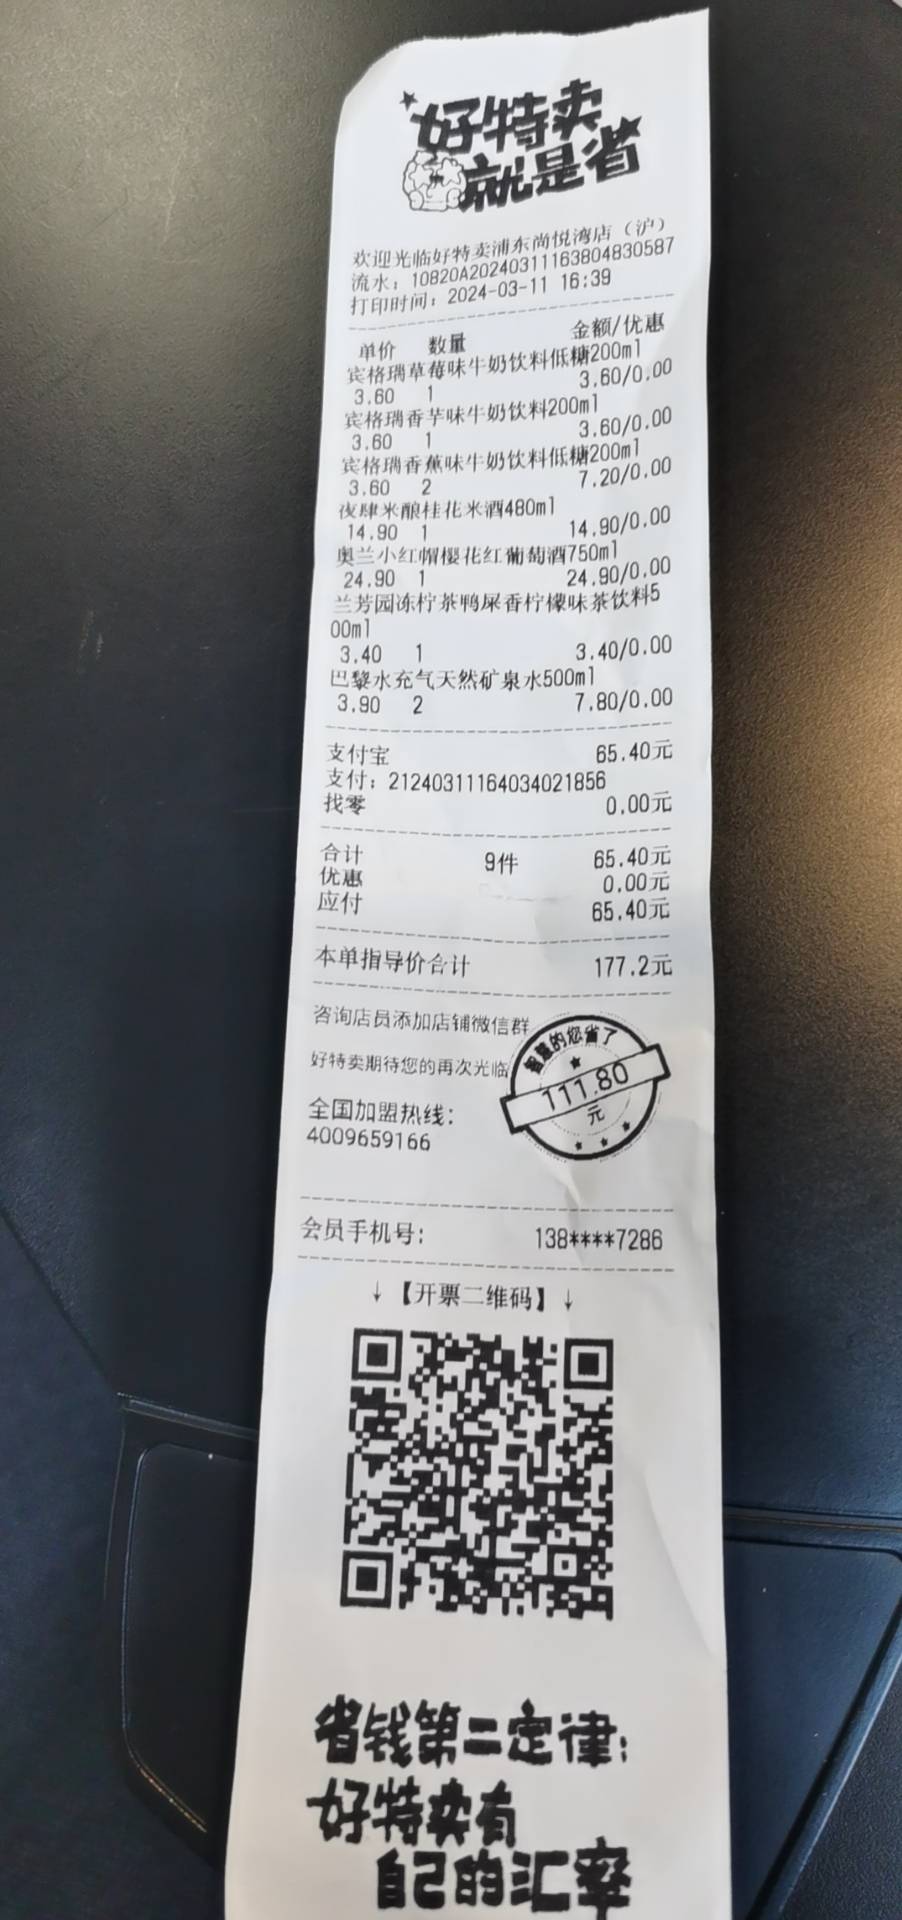 好特卖
就是省
欢迎光临好特卖浦东尚悦湾店（沪）
流水：10820A20240311163804830587
打印时间：2024-03-11 16:39
单价 数量 金额/优惠
宾格瑞草莓味牛奶饮料低糖200ml
3.60 1 3.60/0.00
宾格瑞香芋味牛奶饮料200ml
3.60 1 3.60/0.00
宾格瑞香蕉味牛奶饮料低糖200ml
3.60 2 7.20/0.00
夜肆米酿桂花米酒480ml
14.90 1 14.90/0.00
奥兰小红帽樱花红葡萄酒750ml
24.90 1 24.90/0.00
兰芳园冻柠茶鸭屎香柠檬味茶饮料5
00ml
3.40 1 3.40/0.00
巴黎水充气天然矿泉水500ml
3.90 2 7.80/0.00
支付宝 65.40元
支付：21240311164034021856
找零 0.00元
合计 9件 65.40元
优惠 0.00元
应付 65.40元
本单指导价合计 177.2元
咨询店员添加店铺微信群
好特卖期待您的再次光临
智慧的您省了
111.80
元
全国加盟热线：
4009659166
会员手机号： 138****7286
↓【开票二维码】↓
省钱第二定律：
好特卖有
自己的汇率